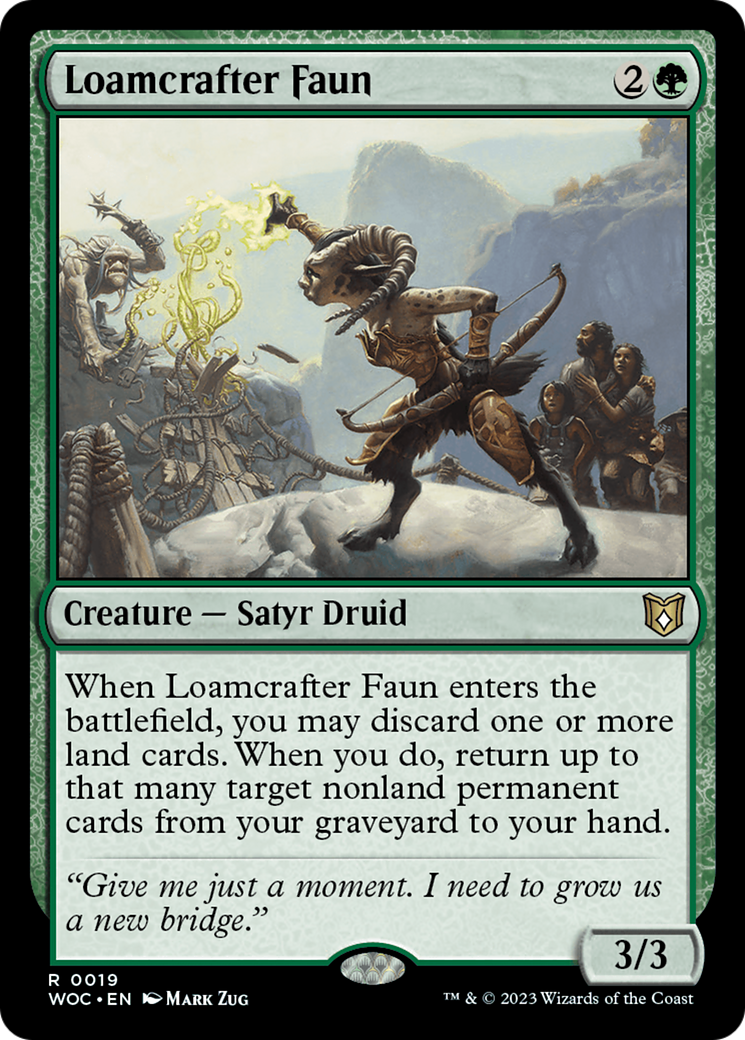 Loamcrafter Faun 2
Creature — Satyr Druid
When Loamcrafter Faun enters the
battlefield, you may discard one or more
land cards. When you do, return up to
that many target nonland permanent
cards from your graveyard to your hand.
“Give me just a moment. I need to grow us
a new bridge.”
3/3
R 0019
WOC • EN Mark Zug
™ & © 2023 Wizards of the Coast